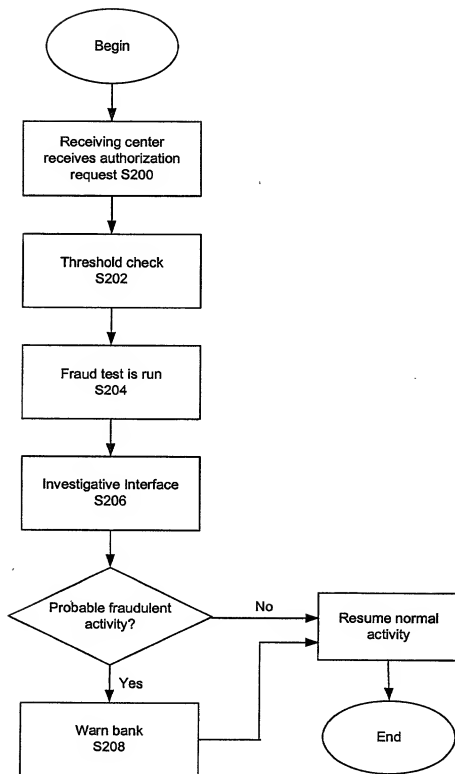 Begin
Receiving center
receives authorization
request S200
Threshold check
S202
Fraud test is run
S204
Investigative Interface
S206
Probable fraudulent
activity?
No
Resume normal
activity
Yes
Warn bank
S208
End